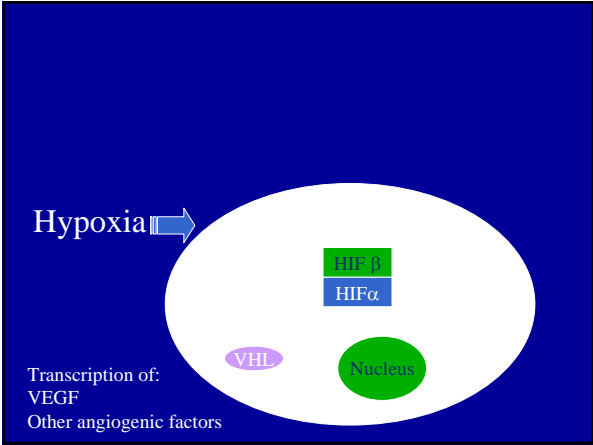 Hypoxia
HIF β
HIFα
VHL
Nucleus
Transcription of:
VEGF
Other angiogenic factors